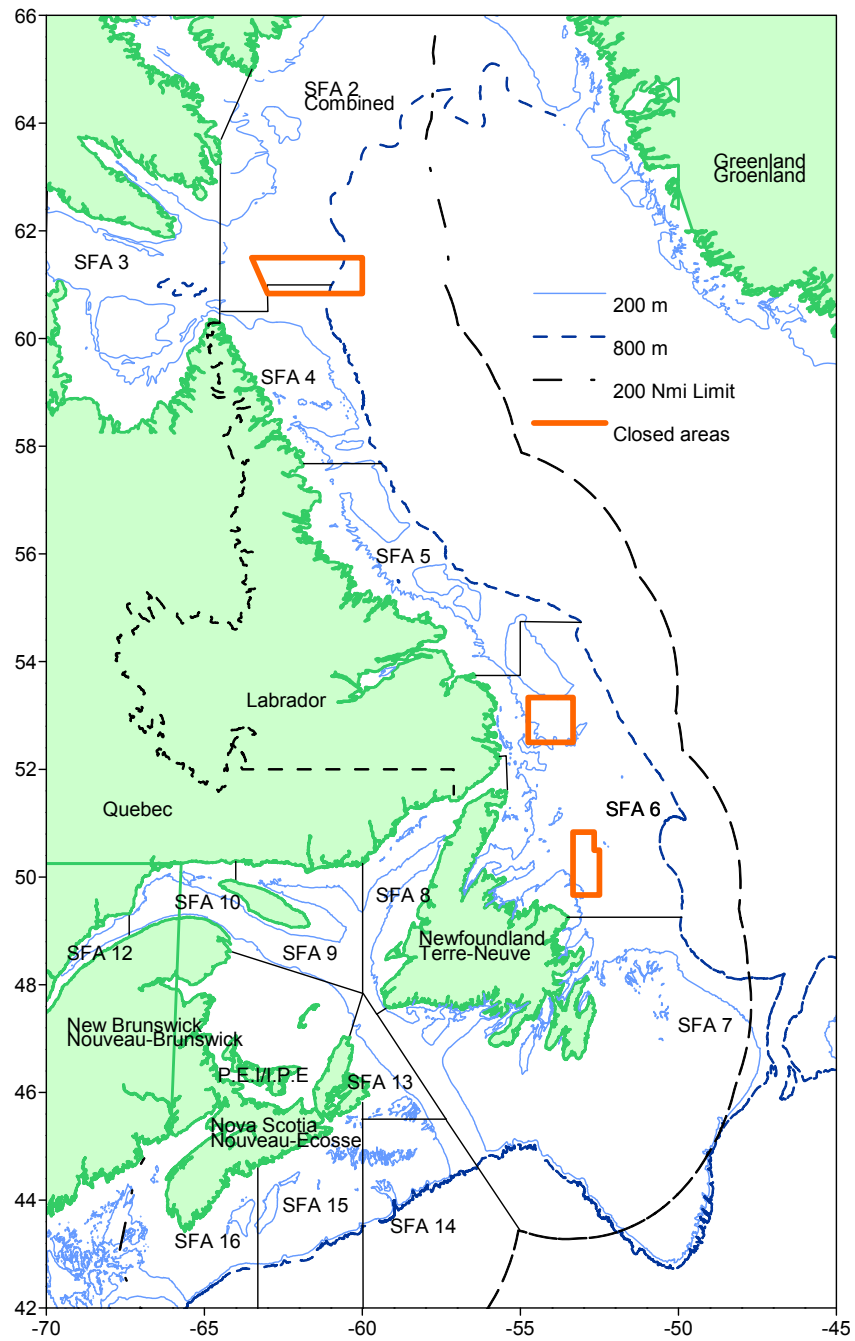 66
64
62
60
58
56
54
52
50
48
46
44
42
-70
-65
-60
-55
-50
-45
SFA 2
Combined
Greenland
Groenland
SFA 3
200 m
800 m
200 Nmi Limit
Closed areas
SFA 4
SFA 5
Labrador
Quebec
SFA 6
SFA 8
SFA 10
SFA 9
SFA 12
Newfoundland
Terre-Neuve
New Brunswick
Nouveau-Brunswick
SFA 7
P.E.I/I.P.E
SFA 13
Nova Scotia
Nouveau-Ecosse
SFA 15
SFA 14
SFA 16